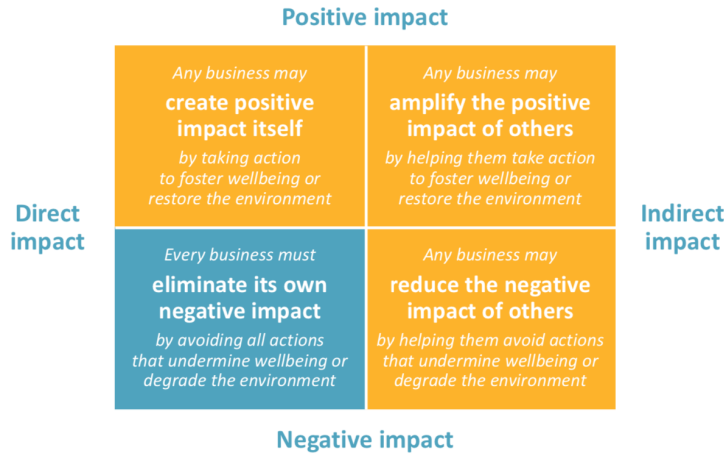 Positive impact
Any business may
create positive
impact itself
by taking action
to foster wellbeing or
restore the environment
Any business may
amplify the positive
impact of others
by helping them take action
to foster wellbeing or
restore the environment
Direct
impact
Indirect
impact
Every business must
eliminate its own
negative impact
by avoiding all actions
that undermine wellbeing or
degrade the environment
Any business may
reduce the negative
impact of others
by helping them avoid actions
that undermine wellbeing or
degrade the environment
Negative impact